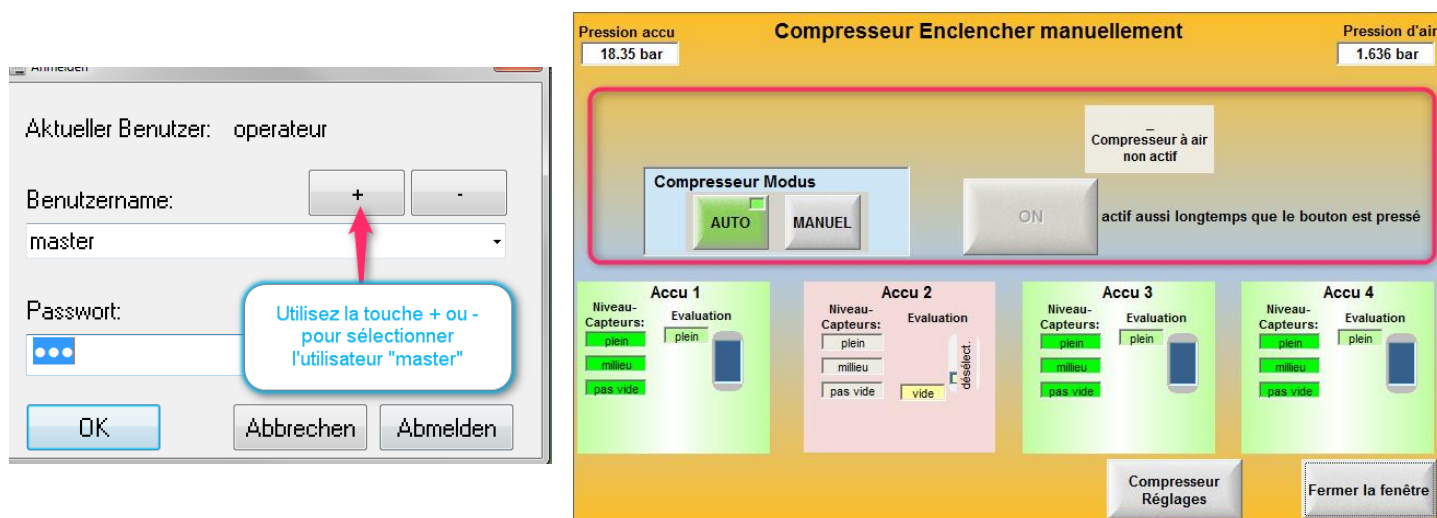 Anmelden
Aktueller Benutzer: operateur
Benutzername:
+ -
master
Utilisez la touche + ou -
pour sélectionner
l'utilisateur "master"
Passwort:
OK Abbrechen Abmelden
Pression accu
18.35 bar
Compresseur Enclencher manuellement
Pression d'air
1.636 bar
Compresseur à air
non actif
Compresseur Modus
AUTO MANUEL
ON
actif aussi longtemps que le bouton est pressé
Accu 1
Niveau-
Capteurs:
Evaluation
plein
plein
milieu
pas vide
Accu 2
Niveau-
Capteurs:
Evaluation
plein
milieu
pas vide
vide
désélect.
Accu 3
Niveau-
Capteurs:
Evaluation
plein
plein
milieu
pas vide
Accu 4
Niveau-
Capteurs:
Evaluation
plein
plein
milieu
pas vide
Compresseur
Réglages
Fermer la fenêtre